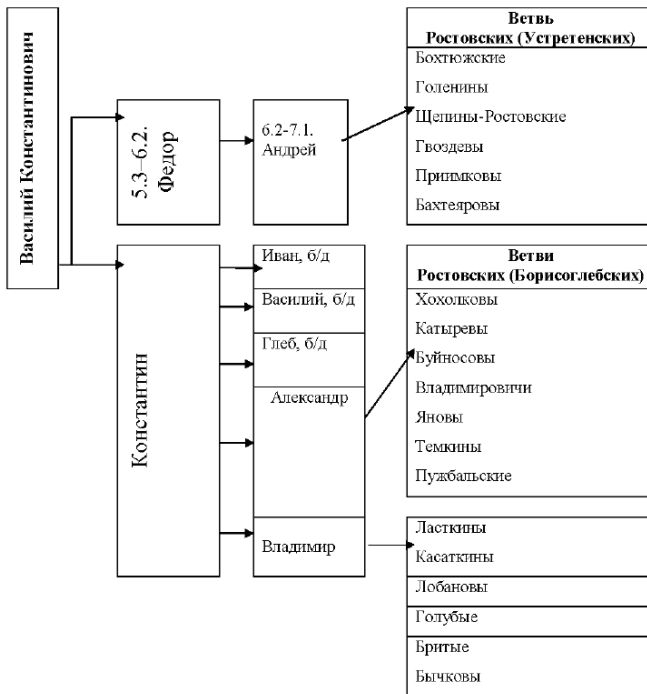 Василий Константинович
5.3–6.2.
Федор
6.2-7.1.
Андрей
Ветвь
Ростовских (Устретенских)
Бохтюжские
Голенины
Щепины-Ростовские
Гвоздевы
Приимковы
Бахтеяровы
Константин
Иван, б/д
Василий, б/д
Глеб, б/д
Александр
Владимир
Ветви
Ростовских (Борисоглебских)
Хохолковы
Катыревы
Буйносовы
Владимировичи
Яновы
Темкины
Пужбальские
Ласткины
Касаткины
Лобановы
Голубые
Бритые
Бычковы